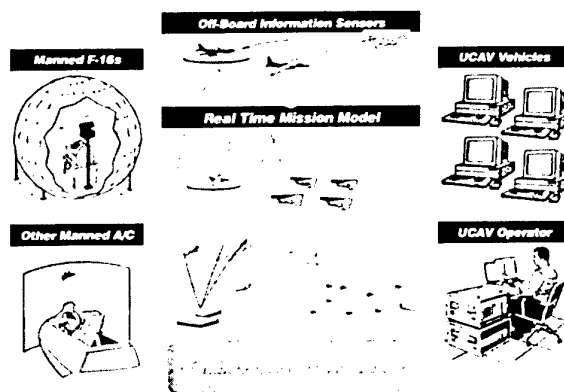 Off-Board Information Sensors
Manned F-16s
UCAV Vehicles
Real Time Mission Model
Other Manned A/C
UCAV Operator